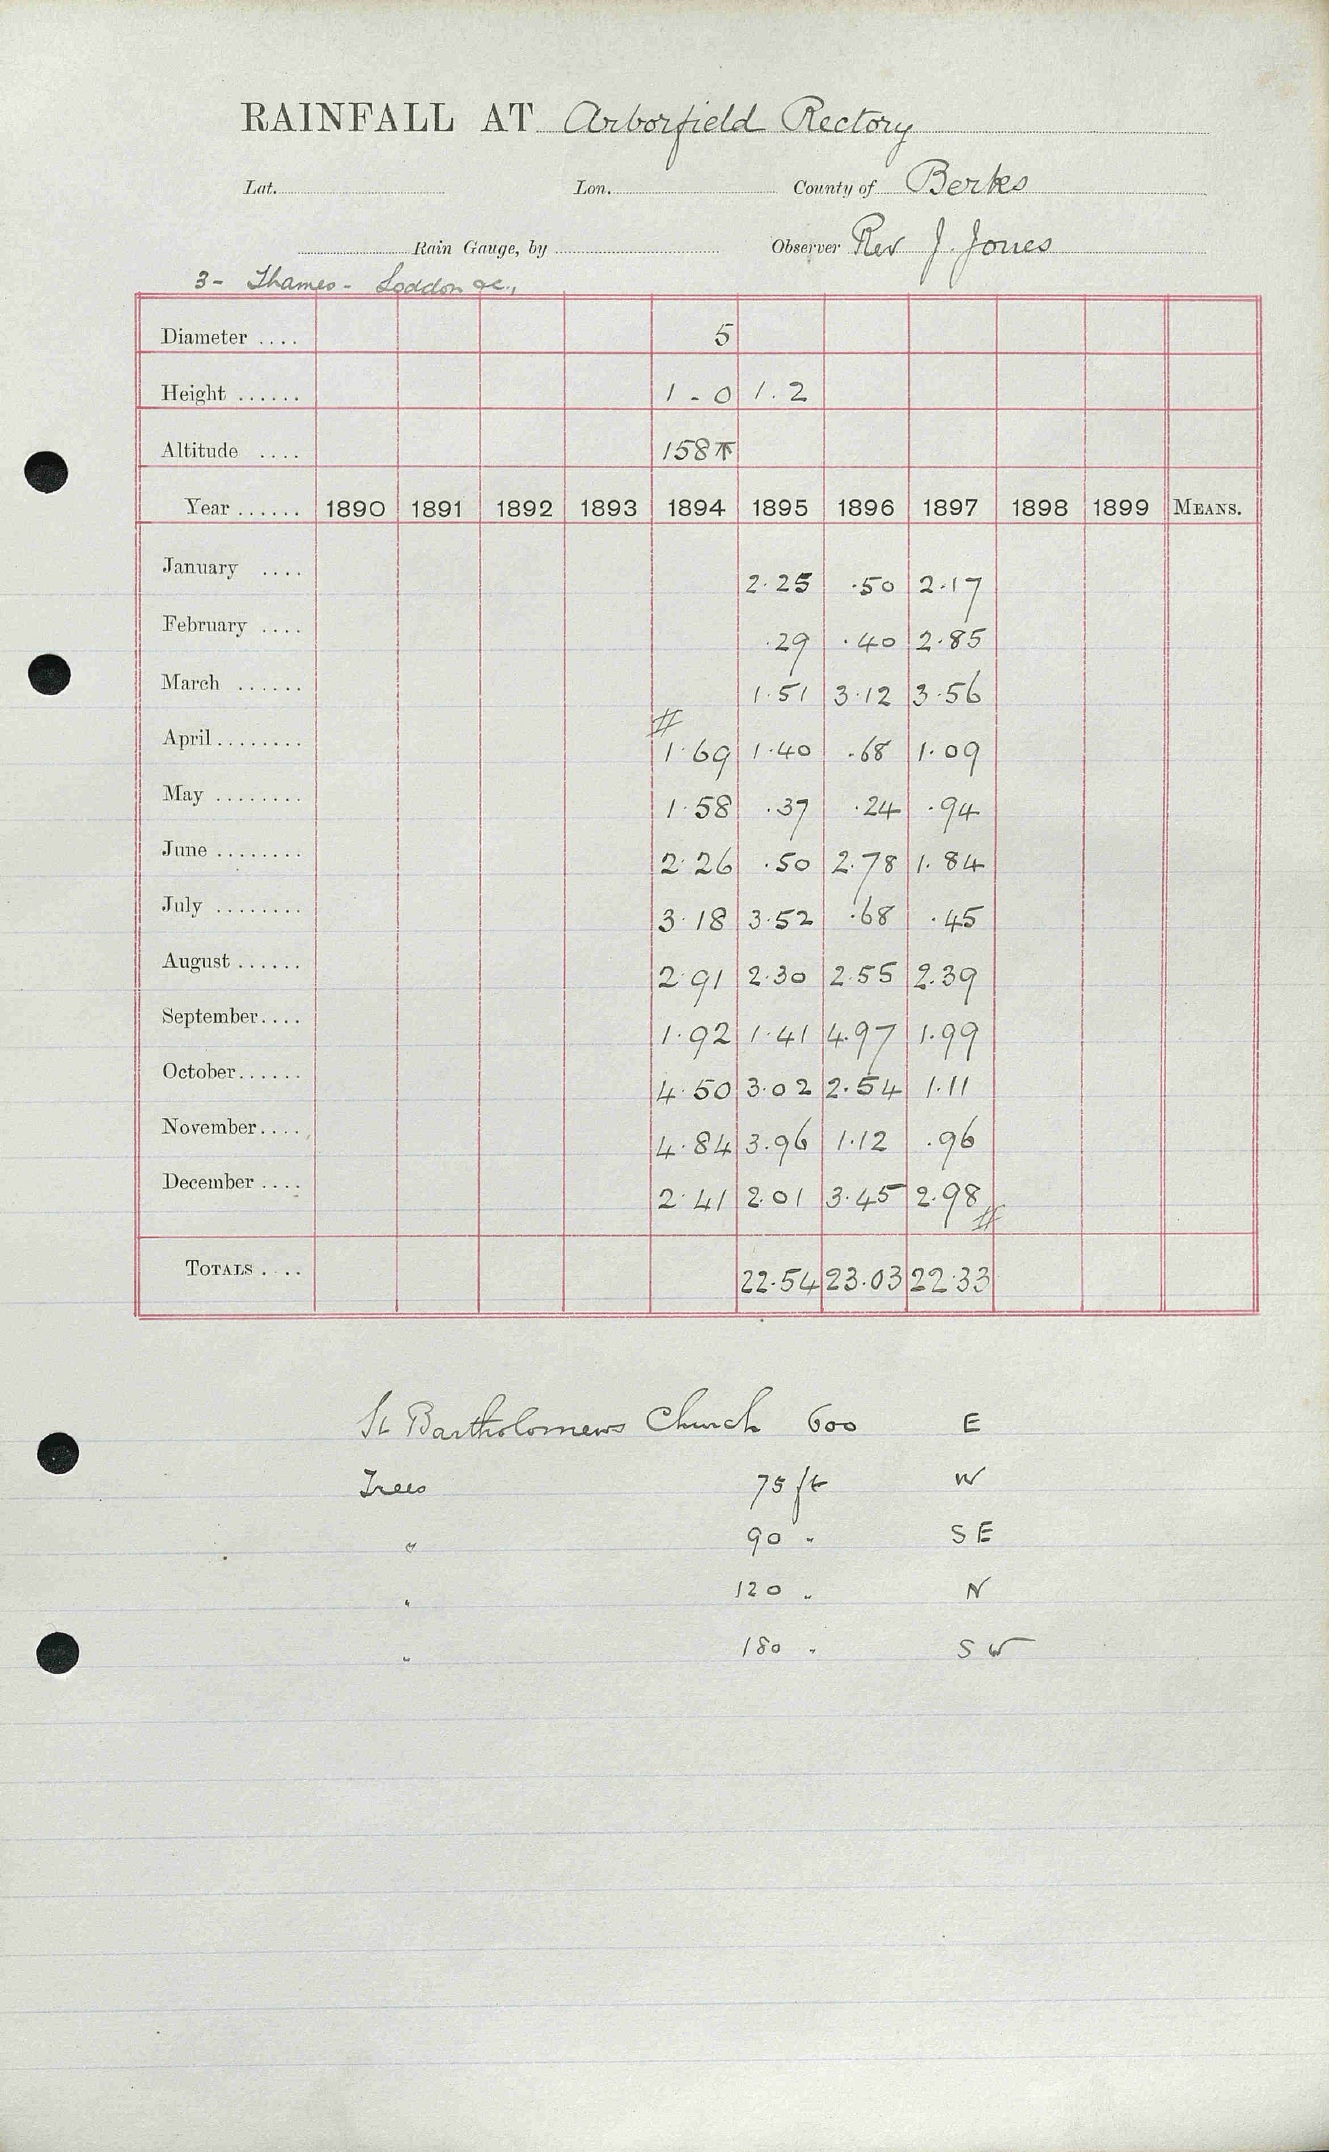 RAINFALL AT Arborfield Rectory
Lat. Lon. County of Berks
Rain Gauge, by Observer Rev J. Jones
3 - Thames - Loddon &c.,
Diameter .... 5
Height ...... 1 - 0 1.2
Altitude .... 158
Year ...... 1890 1891 1892 1893 1894 1895 1896 1897 1898 1899 MEANS.
January .... 2.25 .50 2.17
February .... .29 .40 2.85
March ...... 1.51 3.12 3.56
#
April ........ 1.69 1.40 .68 1.09
May ........ 1.58 .37 .24 .94
June ........ 2.26 .50 2.78 1.84
July ........ 3.18 3.52 .68 .45
August ...... 2.91 2.30 2.55 2.39
September.... 1.92 1.41 4.97 1.99
October...... 4.50 3.02 2.54 1.11
November.... 4.84 3.96 1.12 .96
December .... 2.41 2.01 3.45 2.98
#
TOTALS .... 22.54 23.03 22.33
St Bartholomews Church 600 E
Trees 75 ft W
" 90 " SE
" 120 " N
" 180 " SW